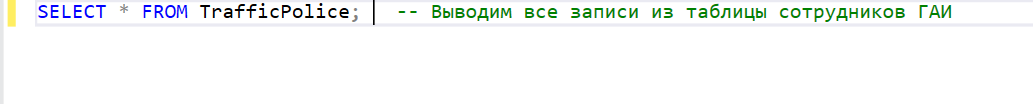 SELECT * FROM TrafficPolice;   -- Выводим все записи из таблицы сотрудников ГАИ